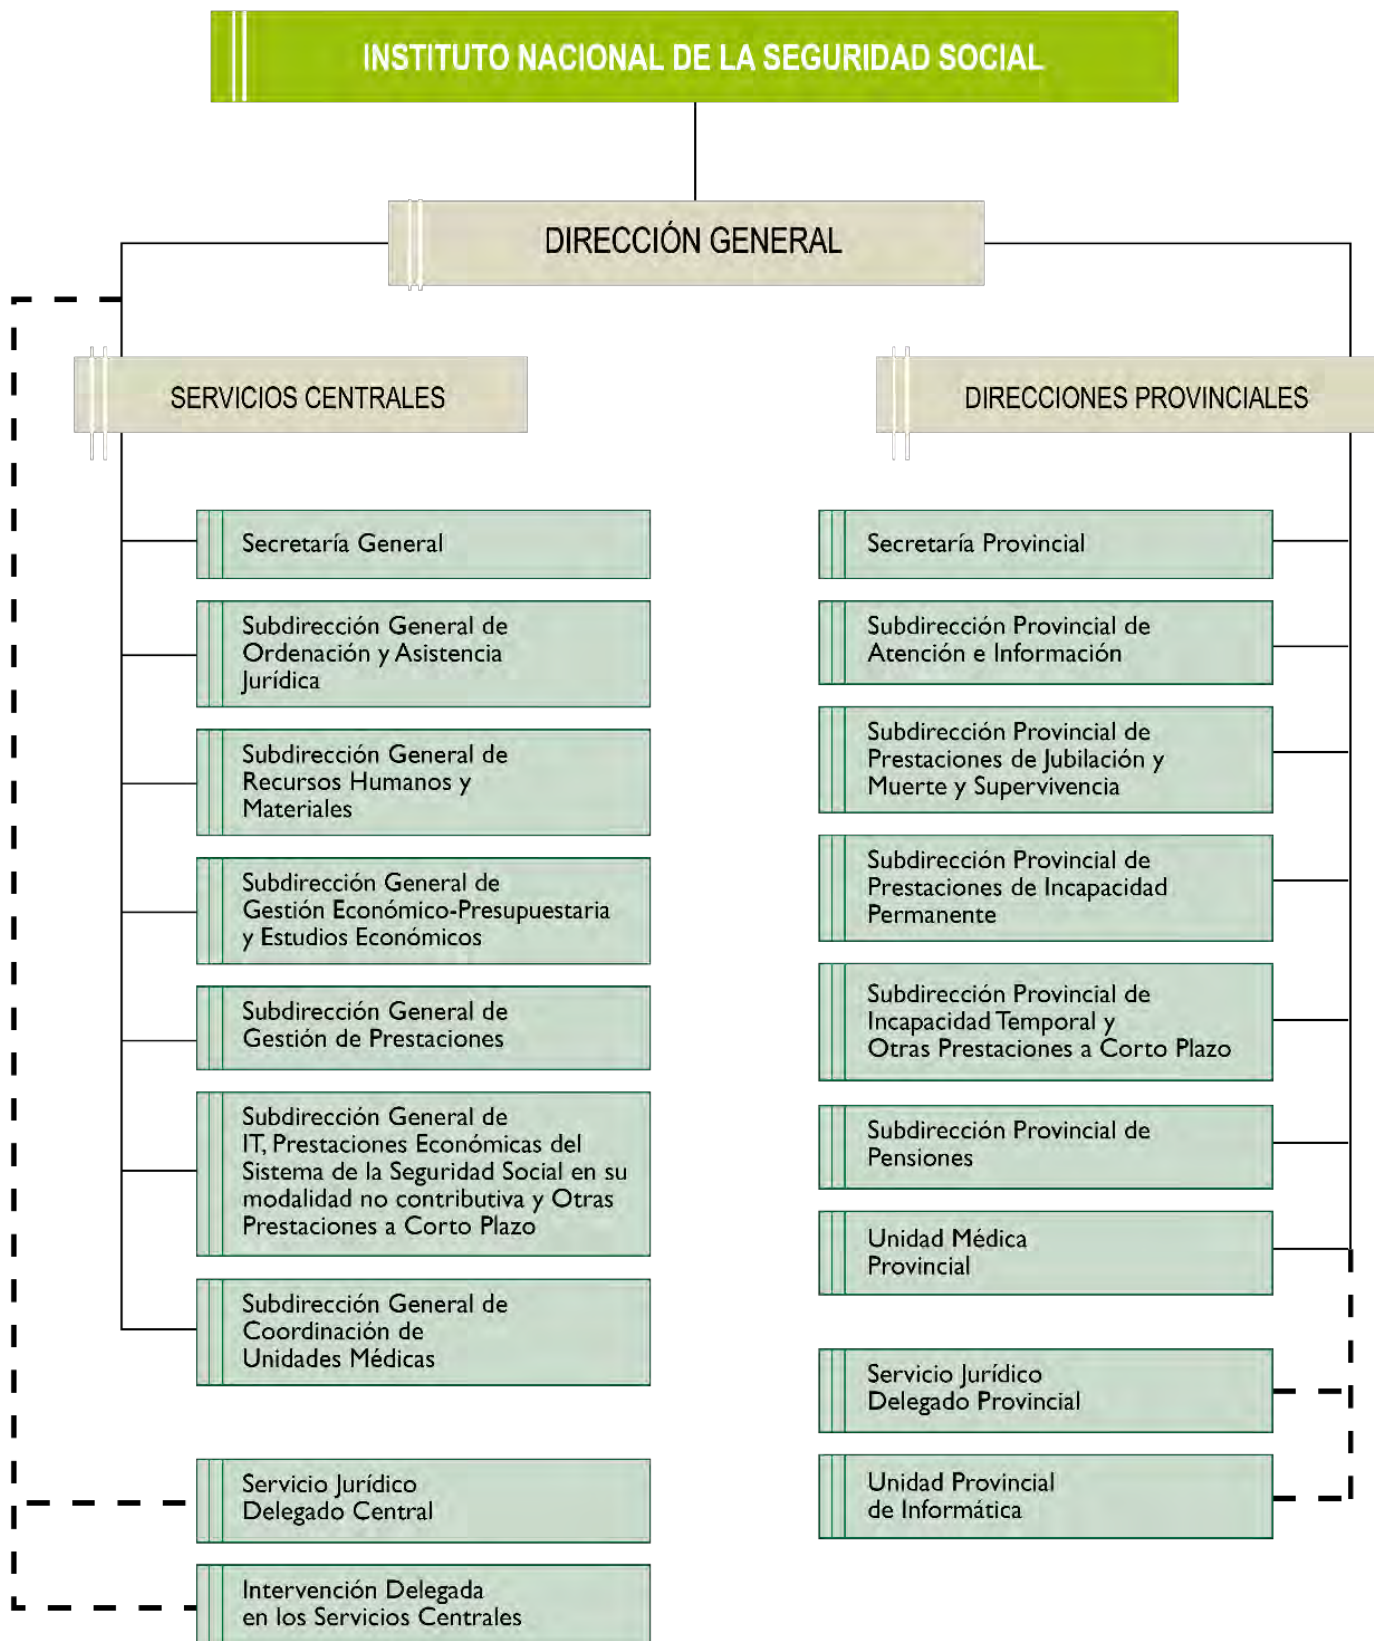 INSTITUTO NACIONAL DE LA SEGURIDAD SOCIAL
DIRECCIÓN GENERAL
SERVICIOS CENTRALES
Secretaría General
Subdirección General de
Ordenación y Asistencia
Jurídica
Subdirección General de
Recursos Humanos y
Materiales
Subdirección General de
Gestión Económico-Presupuestaria
y Estudios Económicos
Subdirección General de
Gestión de Prestaciones
Subdirección General de
IT, Prestaciones Económicas del
Sistema de la Seguridad Social en su
modalidad no contributiva y Otras
Prestaciones a Corto Plazo
Subdirección General de
Coordinación de
Unidades Médicas
Servicio Jurídico
Delegado Central
Intervención Delegada
en los Servicios Centrales
DIRECCIONES PROVINCIALES
Secretaría Provincial
Subdirección Provincial de
Atención e Información
Subdirección Provincial de
Prestaciones de Jubilación y
Muerte y Supervivencia
Subdirección Provincial de
Prestaciones de Incapacidad
Permanente
Subdirección Provincial de
Incapacidad Temporal y
Otras Prestaciones a Corto Plazo
Subdirección Provincial de
Pensiones
Unidad Médica
Provincial
Servicio Jurídico
Delegado Provincial
Unidad Provincial
de Informática